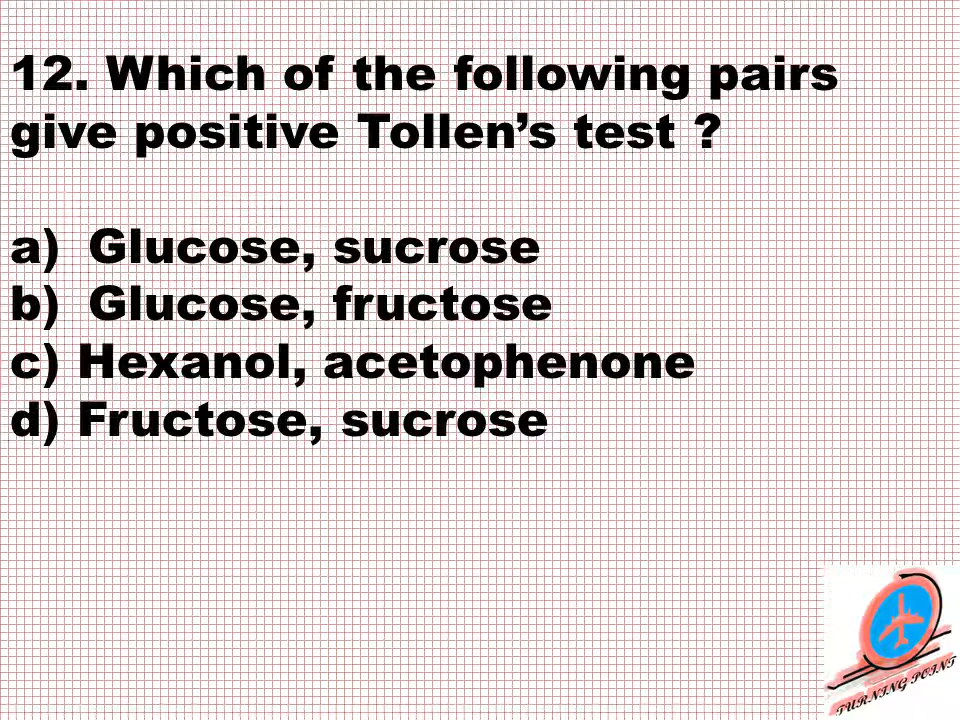 12. Which of the following pairs
give positive Tollen’s test ?
a) Glucose, sucrose
b) Glucose, fructose
c) Hexanol, acetophenone
d) Fructose, sucrose
TURNING POINT